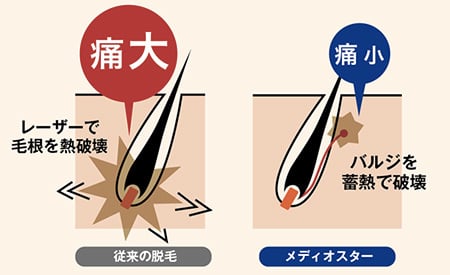 痛大
レーザーで
毛根を熱破壊
従来の脱毛
痛小
バルジを
蓄熱で破壊
メディオスター